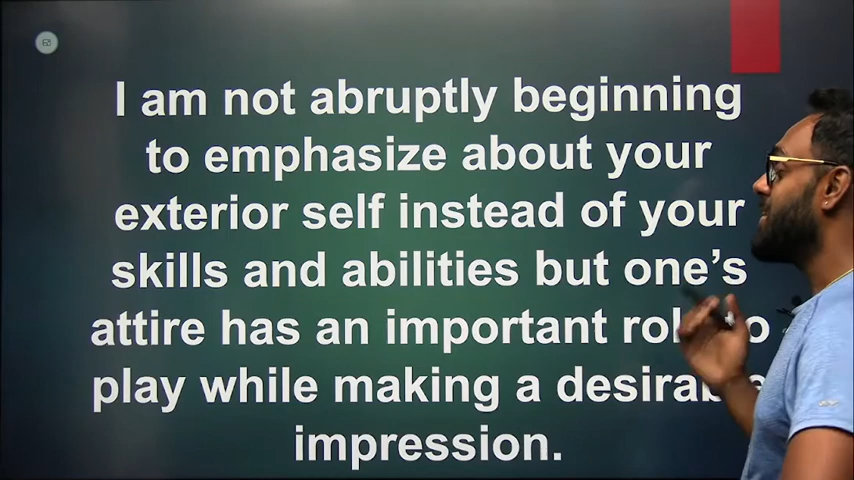 I am not abruptly beginning
to emphasize about your
exterior self instead of your
skills and abilities but one's
attire has an important
play while making a
impression.